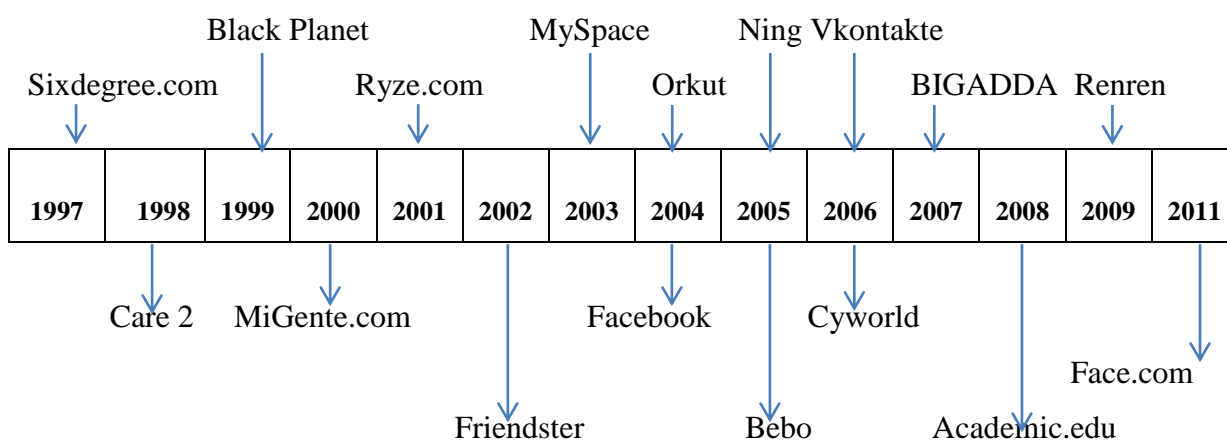 Black Planet MySpace Ning Vkontakte
Sixdegree.com Ryze.com Orkut BIGADDA Renren
1997 1998 1999 2000 2001 2002 2003 2004 2005 2006 2007 2008 2009 2011
Care 2 MiGente.com Facebook Cyworld
Face.com
Friendster Bebo Academic.edu